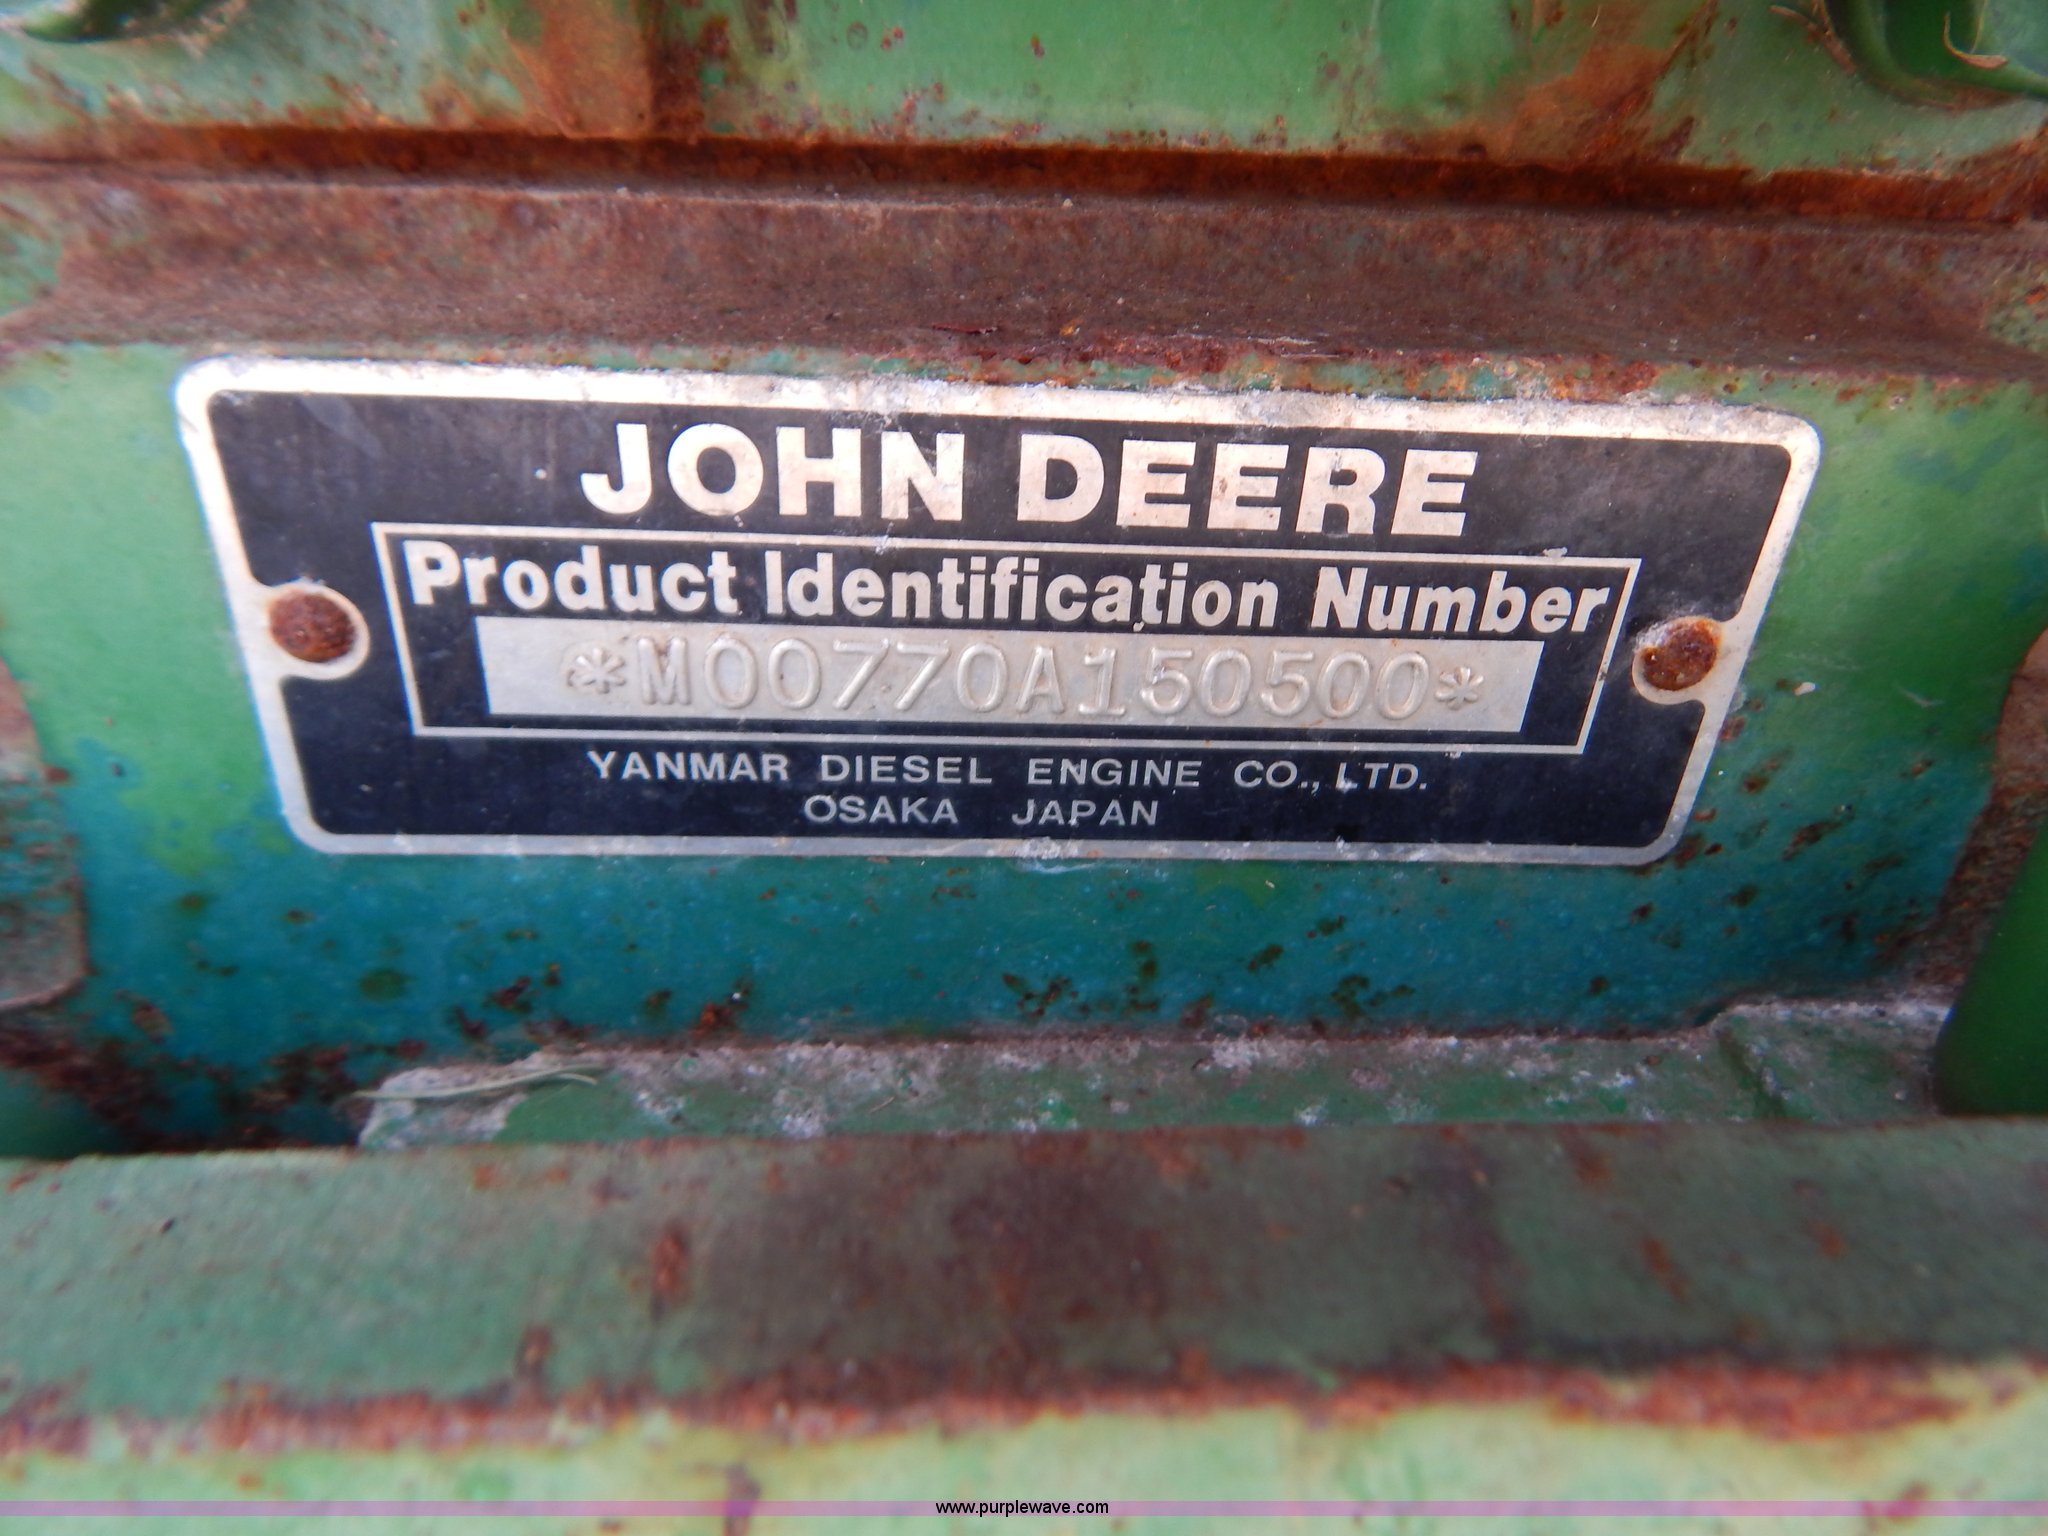 JOHN DEERE
Product Identification Number
*M00770A150500*
YANMAR DIESEL ENGINE CO., LTD.
OSAKA JAPAN
www.purplewave.com